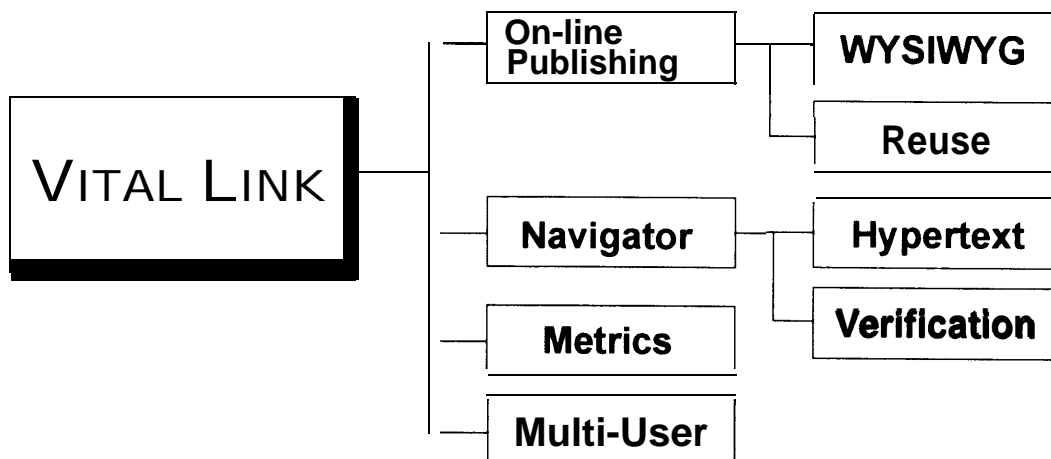 VITAL LINK
On-line
Publishing
WYSIWYG
Reuse
Navigator
Hypertext
Verification
Metrics
Multi-User